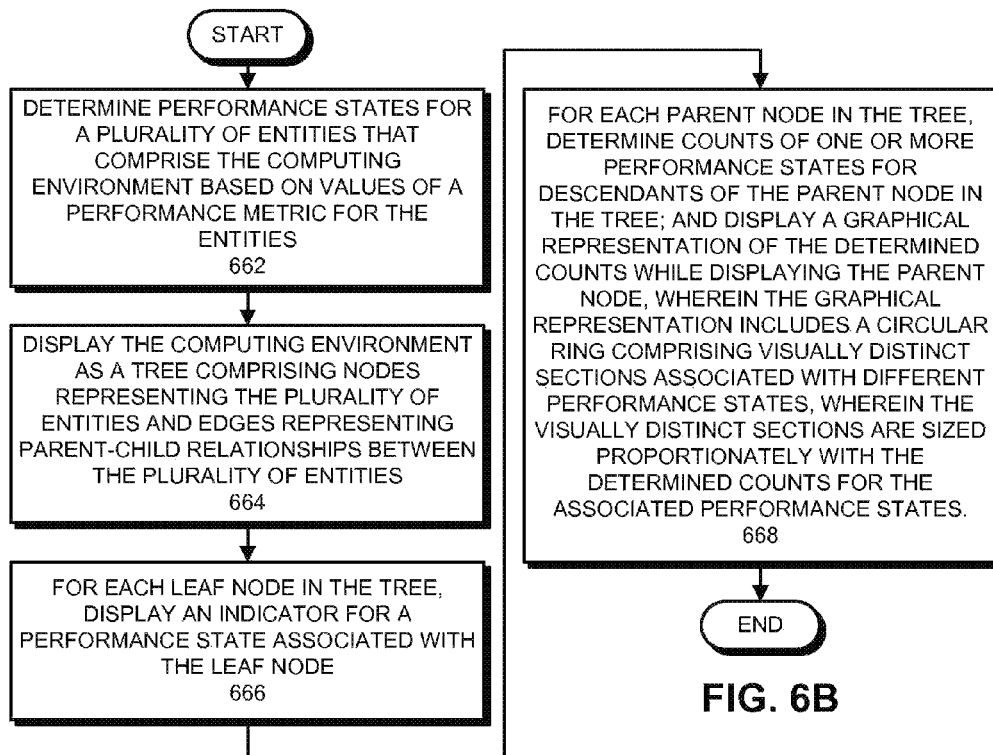 START
DETERMINE PERFORMANCE STATES FOR
A PLURALITY OF ENTITIES THAT
COMPRISE THE COMPUTING
ENVIRONMENT BASED ON VALUES OF A
PERFORMANCE METRIC FOR THE
ENTITIES
662
DISPLAY THE COMPUTING ENVIRONMENT
AS A TREE COMPRISING NODES
REPRESENTING THE PLURALITY OF
ENTITIES AND EDGES REPRESENTING
PARENT-CHILD RELATIONSHIPS BETWEEN
THE PLURALITY OF ENTITIES
664
FOR EACH LEAF NODE IN THE TREE,
DISPLAY AN INDICATOR FOR A
PERFORMANCE STATE ASSOCIATED WITH
THE LEAF NODE
666
FOR EACH PARENT NODE IN THE TREE,
DETERMINE COUNTS OF ONE OR MORE
PERFORMANCE STATES FOR
DESCENDANTS OF THE PARENT NODE IN
THE TREE; AND DISPLAY A GRAPHICAL
REPRESENTATION OF THE DETERMINED
COUNTS WHILE DISPLAYING THE PARENT
NODE, WHEREIN THE GRAPHICAL
REPRESENTATION INCLUDES A CIRCULAR
RING COMPRISING VISUALLY DISTINCT
SECTIONS ASSOCIATED WITH DIFFERENT
PERFORMANCE STATES, WHEREIN THE
VISUALLY DISTINCT SECTIONS ARE SIZED
PROPORTIONATELY WITH THE
DETERMINED COUNTS FOR THE
ASSOCIATED PERFORMANCE STATES.
668
END
FIG. 6B